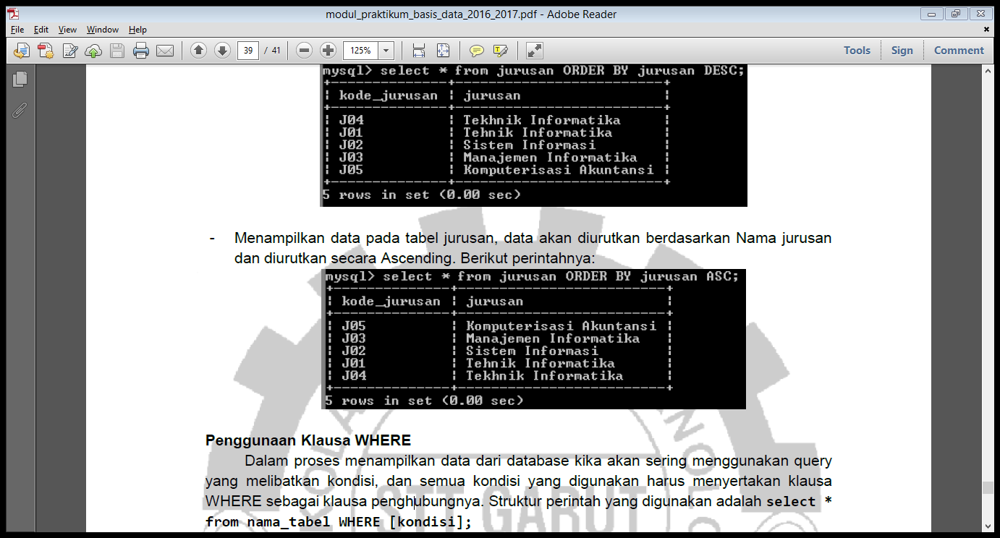 modul_praktikum_basis_data_2016_2017.pdf - Adobe Reader
File Edit View Window Help
39 / 41 125% Tools Sign Comment
mysql> select * from jurusan ORDER BY jurusan DESC;
kode_jurusan | jurusan
J04 | Tekhnik Informatika
J01 | Tehnik Informatika
J02 | Sistem Informasi
J03 | Manajemen Informatika
J05 | Komputerisasi Akuntansi
5 rows in set (0.00 sec)
- Menampilkan data pada tabel jurusan, data akan diurutkan berdasarkan Nama jurusan
dan diurutkan secara Ascending. Berikut perintahnya:
mysql> select * from jurusan ORDER BY jurusan ASC;
kode_jurusan | jurusan
J05 | Komputerisasi Akuntansi
J03 | Manajemen Informatika
J02 | Sistem Informasi
J01 | Tehnik Informatika
J04 | Tekhnik Informatika
5 rows in set (0.00 sec)
Penggunaan Klausa WHERE
Dalam proses menampilkan data dari database kika akan sering menggunakan query
yang melibatkan kondisi, dan semua kondisi yang digunakan harus menyertakan klausa
WHERE sebagai klausa penghubungnya. Struktur perintah yang digunakan adalah select *
from nama_tabel WHERE [kondisi];
STT GARUT